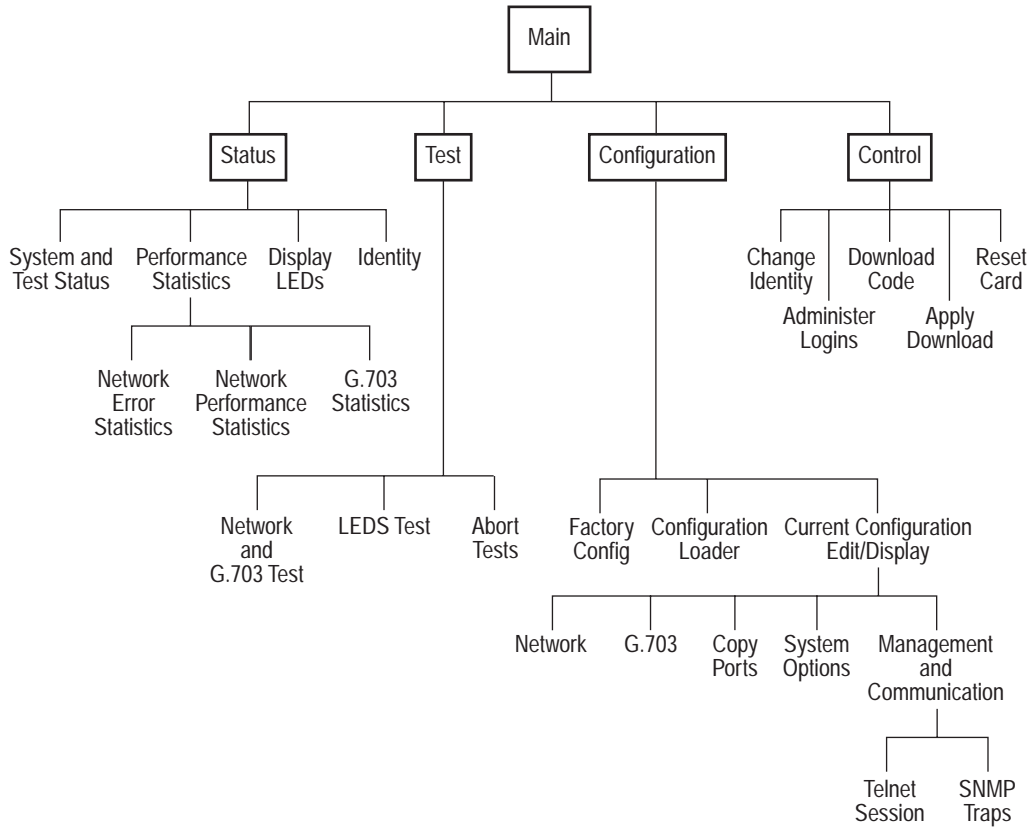 Main
Status
Test
Configuration
Control
System and
Test Status
Performance
Statistics
Display
LEDs
Identity
Change
Identity
Download
Code
Reset
Card
Administer
Logins
Apply
Download
Network
Error
Statistics
Network
Performance
Statistics
G.703
Statistics
Network
and
G.703 Test
LEDS Test
Abort
Tests
Factory
Config
Configuration
Loader
Current Configuration
Edit/Display
Network
G.703
Copy
Ports
System
Options
Management
and
Communication
Telnet
Session
SNMP
Traps